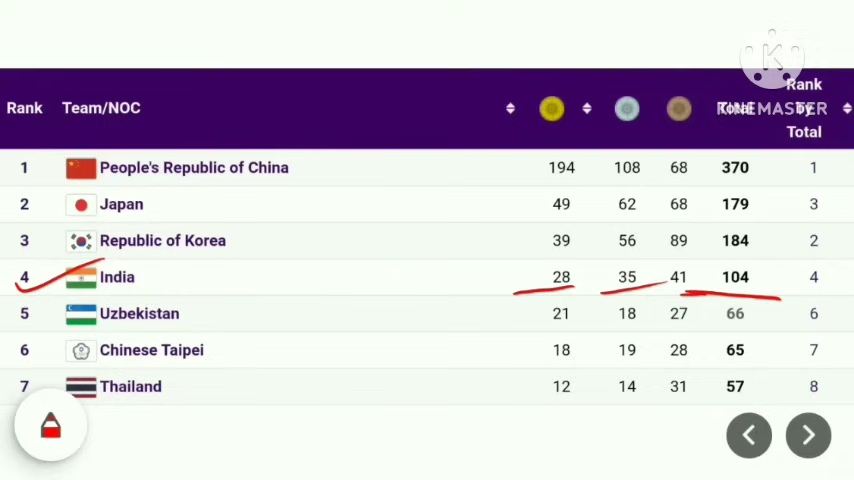 Rank Team/NOC Total Rank by Total
KINEMASTER
1 People's Republic of China 194 108 68 370 1
2 Japan 49 62 68 179 3
3 Republic of Korea 39 56 89 184 2
4 India 28 35 41 104 4
5 Uzbekistan 21 18 27 66 6
6 Chinese Taipei 18 19 28 65 7
7 Thailand 12 14 31 57 8